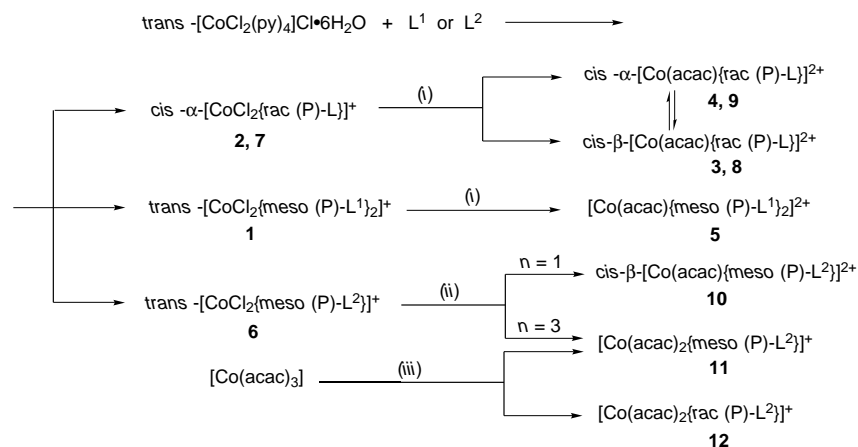 trans -[CoCl₂(py)₄]Cl•6H₂O + L¹ or L²
cis -α-[CoCl₂{rac (P)-L}]⁺
2, 7
(i)
cis -α-[Co(acac){rac (P)-L}]²⁺
4, 9
cis-β-[Co(acac){rac (P)-L}]²⁺
3, 8
trans -[CoCl₂{meso (P)-L¹}₂]⁺
1
(i)
[Co(acac){meso (P)-L¹}₂]²⁺
5
trans -[CoCl₂{meso (P)-L²}]⁺
6
(ii)
n = 1
cis-β-[Co(acac){meso (P)-L²}]²⁺
10
n = 3
[Co(acac)₂{meso (P)-L²}]⁺
11
[Co(acac)₃]
(iii)
[Co(acac)₂{rac (P)-L²}]⁺
12